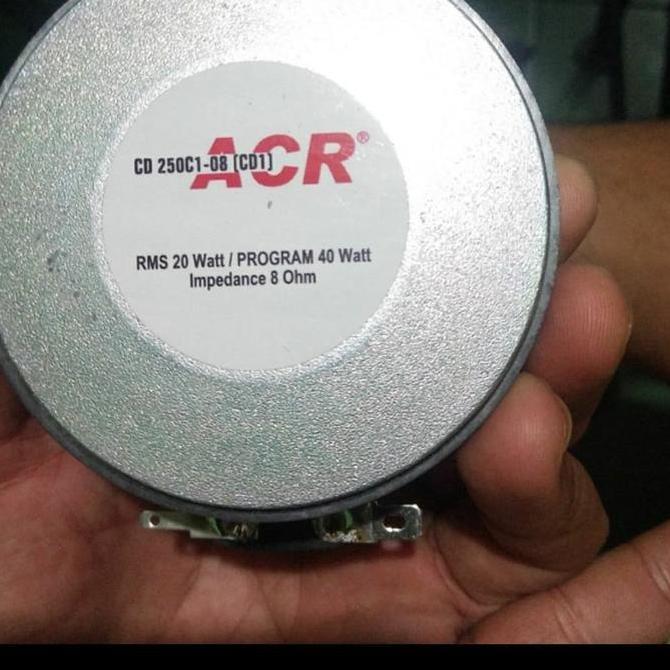 ACR®
CD 250C1-08 (CD1)
RMS 20 Watt / PROGRAM 40 Watt
Impedance 8 Ohm